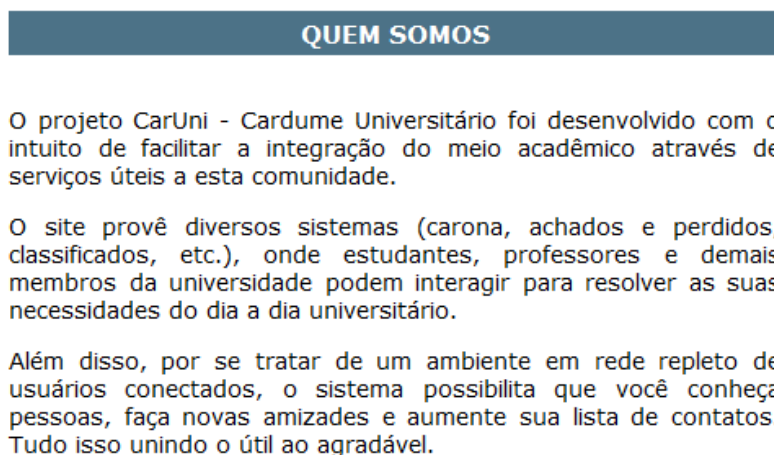 QUEM SOMOS
O projeto CarUni - Cardume Universitário foi desenvolvido com o
intuito de facilitar a integração do meio acadêmico através de
serviços úteis a esta comunidade.
O site provê diversos sistemas (carona, achados e perdidos,
classificados, etc.), onde estudantes, professores e demais
membros da universidade podem interagir para resolver as suas
necessidades do dia a dia universitário.
Além disso, por se tratar de um ambiente em rede repleto de
usuários conectados, o sistema possibilita que você conheça
pessoas, faça novas amizades e aumente sua lista de contatos.
Tudo isso unindo o útil ao agradável.